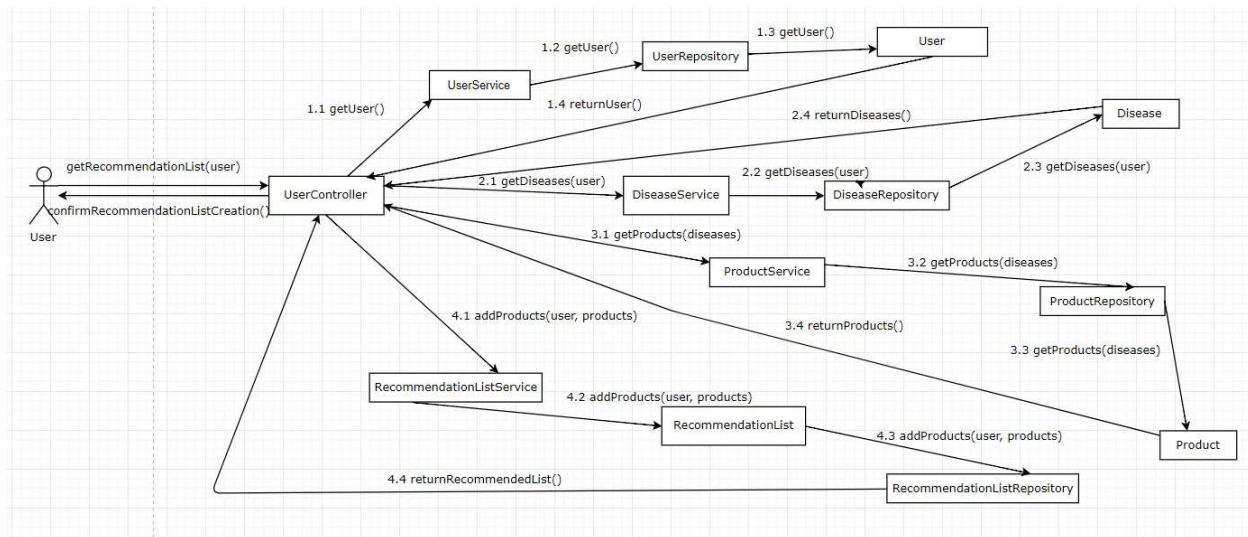 1.3 getUser()
User
1.2 getUser()
UserRepository
UserService
1.1 getUser()
1.4 returnUser()
2.4 returnDiseases()
Disease
getRecommendationList(user)
2.2 getDiseases(user)
2.3 getDiseases(user)
2.1 getDiseases(user)
UserController
DiseaseService
DiseaseRepository
confirmRecommendationListCreation()
User
3.1 getProducts(diseases)
3.2 getProducts(diseases)
ProductService
ProductRepository
4.1 addProducts(user, products)
3.4 returnProducts()
3.3 getProducts(diseases)
RecommendationListService
4.2 addProducts(user, products)
RecommendationList
4.3 addProducts(user, products)
Product
4.4 returnRecommendedList()
RecommendationListRepository